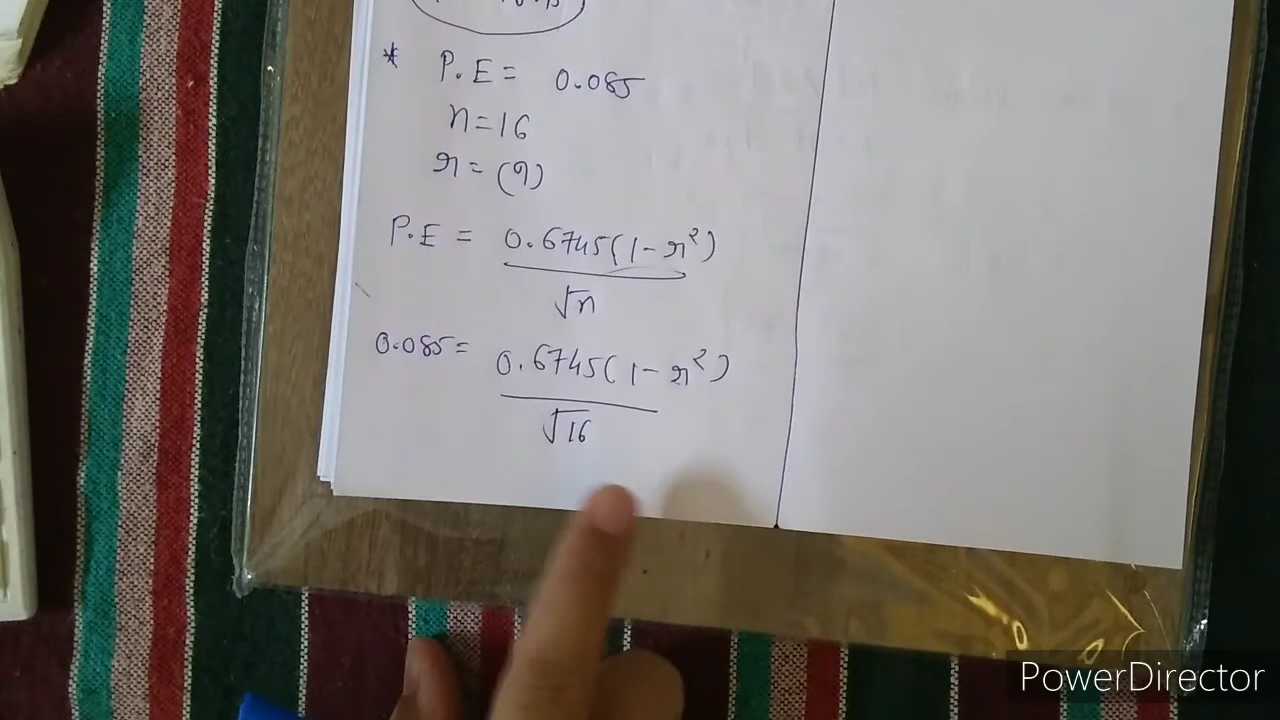 * P.E = 0.085
n = 16
r = (?)
P.E = 0.6745(1 - r²)
√n
0.085 = 0.6745(1 - r²)
√16
PowerDirector